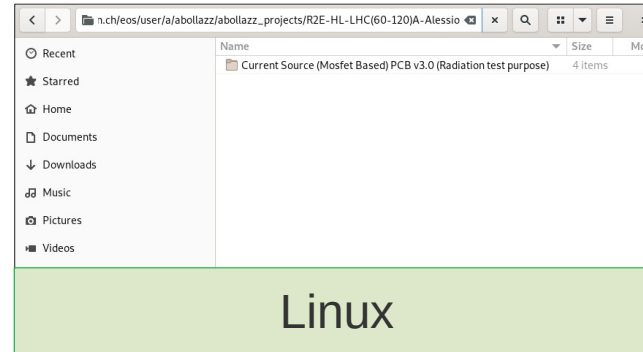 n.ch/eos/user/a/abollazz/abollazz_projects/R2E-HL-LHC(60-120)A-Alessio
Name Size Mo
Recent
Current Source (Mosfet Based) PCB v3.0 (Radiation test purpose) 4 items
Starred
Home
Documents
Downloads
Music
Pictures
Videos
Linux